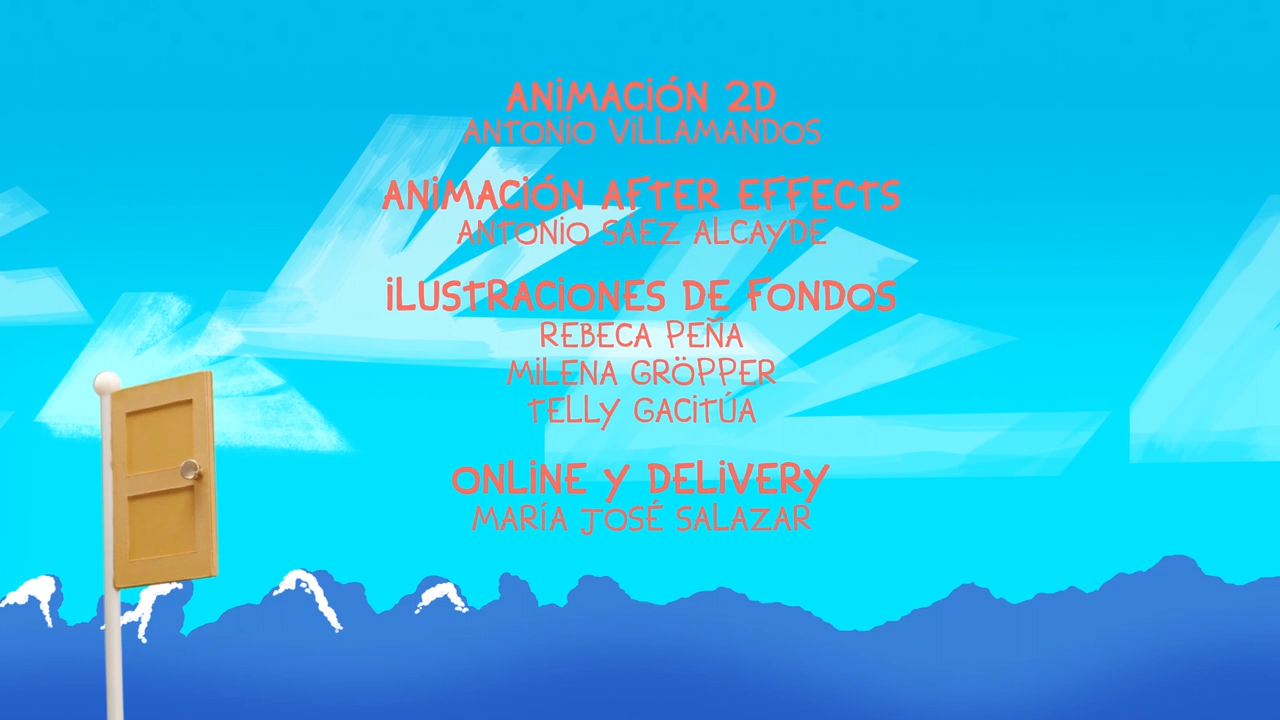 ANIMACIÓN 2D
ANTONIO VILLAMANDOS
ANIMACIÓN AFTER EFFECTS
ANTONIO SÁEZ ALCAYDE
ILUSTRACIONES DE FONDOS
REBECA PEÑA
MILENA GRÖPPER
TELLY GACITÚA
ONLINE Y DELIVERY
MARÍA JOSÉ SALAZAR